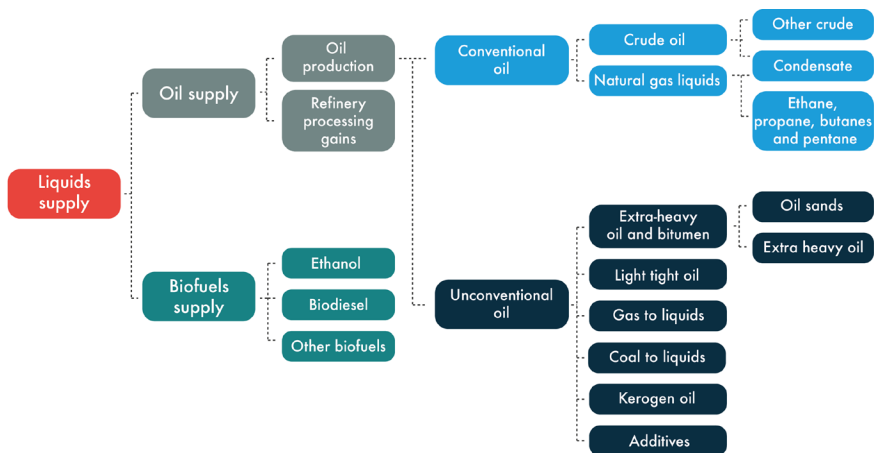 Liquids
supply
Oil supply
Oil
production
Refinery
processing
gains
Conventional
oil
Crude oil
Other crude
Condensate
Natural gas liquids
Ethane,
propane, butanes
and pentane
Biofuels
supply
Ethanol
Biodiesel
Other biofuels
Unconventional
oil
Extra-heavy
oil and bitumen
Oil sands
Extra heavy oil
Light tight oil
Gas to liquids
Coal to liquids
Kerogen oil
Additives